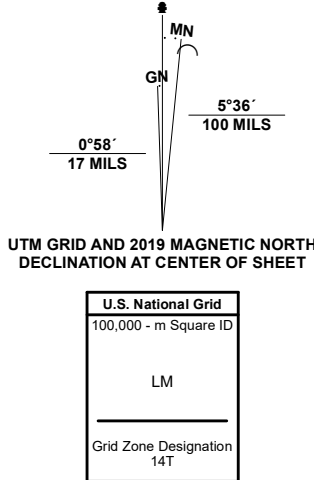 MN
GN
5°36´
100 MILS
0°58´
17 MILS
UTM GRID AND 2019 MAGNETIC NORTH
DECLINATION AT CENTER OF SHEET
U.S. National Grid
100,000 - m Square ID
LM
Grid Zone Designation
14T